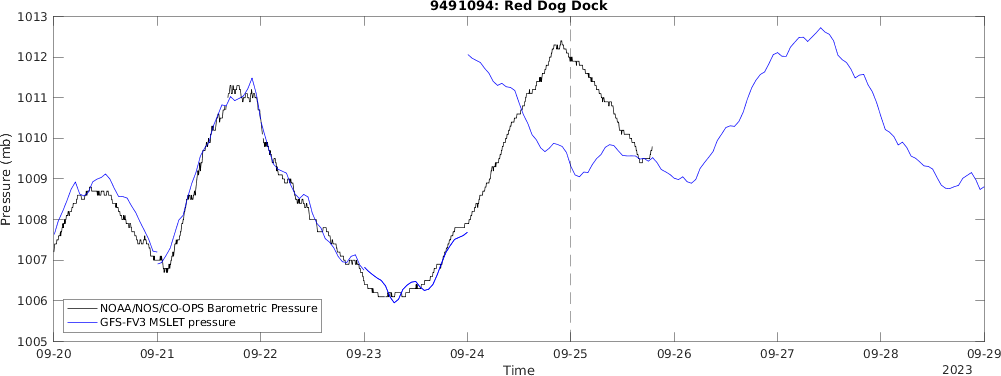 9491094: Red Dog Dock
Pressure (mb)
1013
1012
1011
1010
1009
1008
1007
1006
1005
NOAA/NOS/CO-OPS Barometric Pressure
GFS-FV3 MSLET pressure
09-20 09-21 09-22 09-23 09-24 09-25 09-26 09-27 09-28 09-29
Time
2023